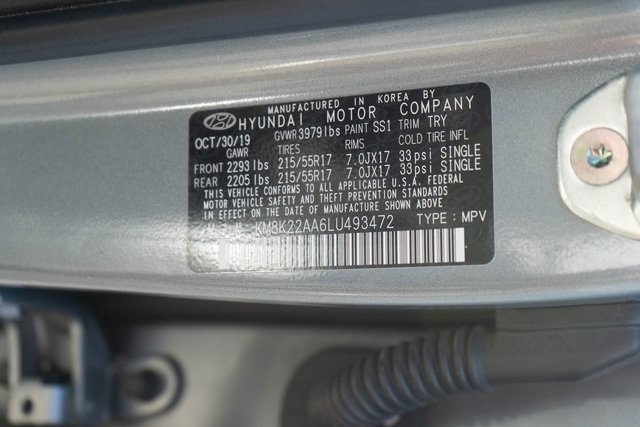 MANUFACTURED IN KOREA BY
HYUNDAI MOTOR COMPANY
OCT/30/19 GVWR 3979lbs PAINT SS1 TRIM TRY
GAWR TIRES RIMS COLD TIRE INFL
FRONT 2293 lbs 215/55R17 7.0JX17 33psi SINGLE
REAR 2205 lbs 215/55R17 7.0JX17 33psi SINGLE
THIS VEHICLE CONFORMS TO ALL APPLICABLE U.S.A. FEDERAL
MOTOR VEHICLE SAFETY AND THEFT PREVENTION STANDARDS
IN EFFECT ON THE DATE OF MANUFACTURE SHOWN ABOVE.
V.I.N. KM8K22AA6LU493472 TYPE : MPV